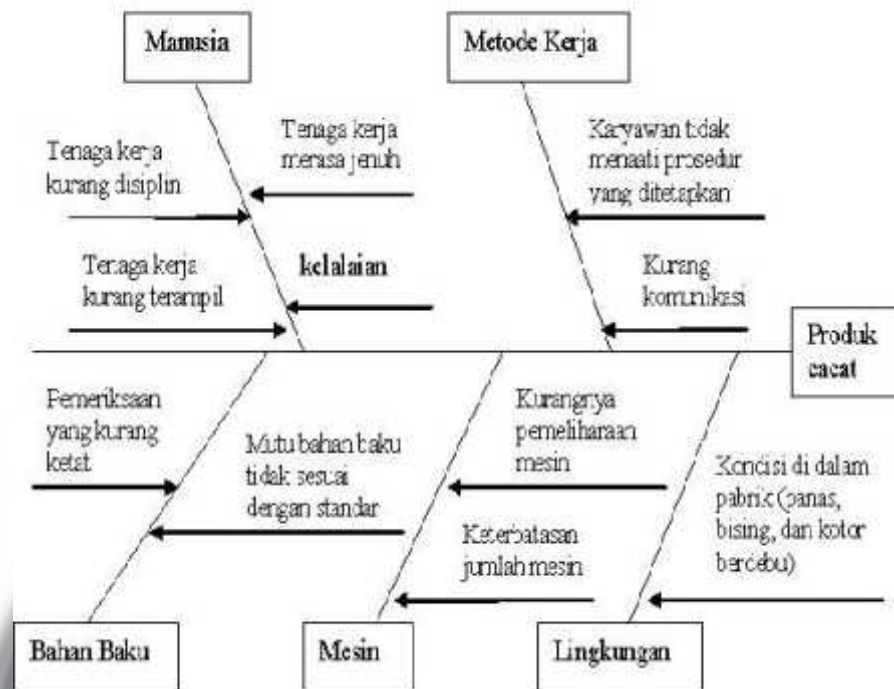 Manusia
Metode Kerja
Tenaga kerja
kurang disiplin
Tenaga kerja
merasa jenuh
Karyawan tidak
menaati prosedur
yang ditetapkan
Tenaga kerja
kurang terampil
kelalaian
Kurang
komunikasi
Produk
cacat
Pemeriksaan
yang kurang
ketat
Mutu bahan baku
tidak sesuai
dengan standar
Kurangnya
pemeliharaan
mesin
Keterbatasan
jumlah mesin
Kondisi di dalam
pabrik (panas,
bising, dan kotor
berdebu)
Bahan Baku
Mesin
Lingkungan